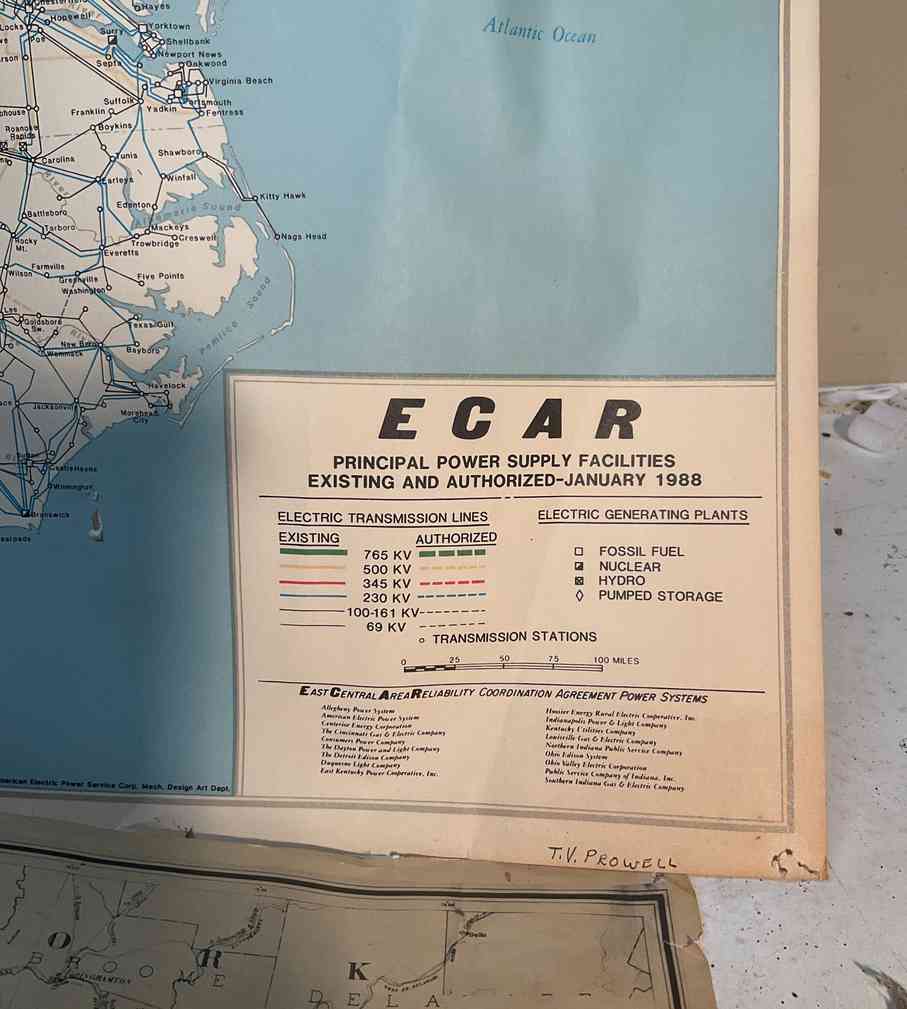 Hayes
Hopewell
Locks
Poe
Surry
Yorktown
Shellbank
Newport News
Septa
Oakwood
Virginia Beach
Suffolk
Yadkin
Portsmouth
Fentress
Franklin
Boykins
Roanoke
Rapids
Carolina
Tunis
Shawboro
Earleys
Winfall
River
Kitty Hawk
Edenton
Albemarle Sound
Battleboro
Tarboro
Mackeys
Creswell
Trowbridge
Nags Head
Rocky
Mt.
Everetts
Wilson
Farmville
Greenville
Five Points
Washington
Pamlico Sound
Goldsboro
Sw.
Texas Gulf
New Bern
Wommack
Bayboro
Havelock
Jacksonville
Morehead
City
Castle Hayne
Wilmington
Brunswick
Atlantic Ocean
ECAR
PRINCIPAL POWER SUPPLY FACILITIES
EXISTING AND AUTHORIZED-JANUARY 1988
ELECTRIC TRANSMISSION LINES
EXISTING AUTHORIZED
765 KV
500 KV
345 KV
230 KV
100-161 KV
69 KV
ELECTRIC GENERATING PLANTS
FOSSIL FUEL
NUCLEAR
HYDRO
PUMPED STORAGE
TRANSMISSION STATIONS
0 25 50 75 100 MILES
EAST CENTRAL AREA RELIABILITY COORDINATION AGREEMENT POWER SYSTEMS
Allegheny Power System
American Electric Power System
Centerior Energy Corporation
The Cincinnati Gas & Electric Company
Consumers Power Company
The Dayton Power and Light Company
The Detroit Edison Company
Duquesne Light Company
East Kentucky Power Cooperative, Inc.
Hoosier Energy Rural Electric Cooperative, Inc.
Indianapolis Power & Light Company
Kentucky Utilities Company
Louisville Gas & Electric Company
Northern Indiana Public Service Company
Ohio Edison System
Ohio Valley Electric Corporation
Public Service Company of Indiana, Inc.
Southern Indiana Gas & Electric Company
merican Electric Power Service Corp. Mech. Design Art Dept.
T.V. PROWELL
O R K
BINGHAMTON
D E L A